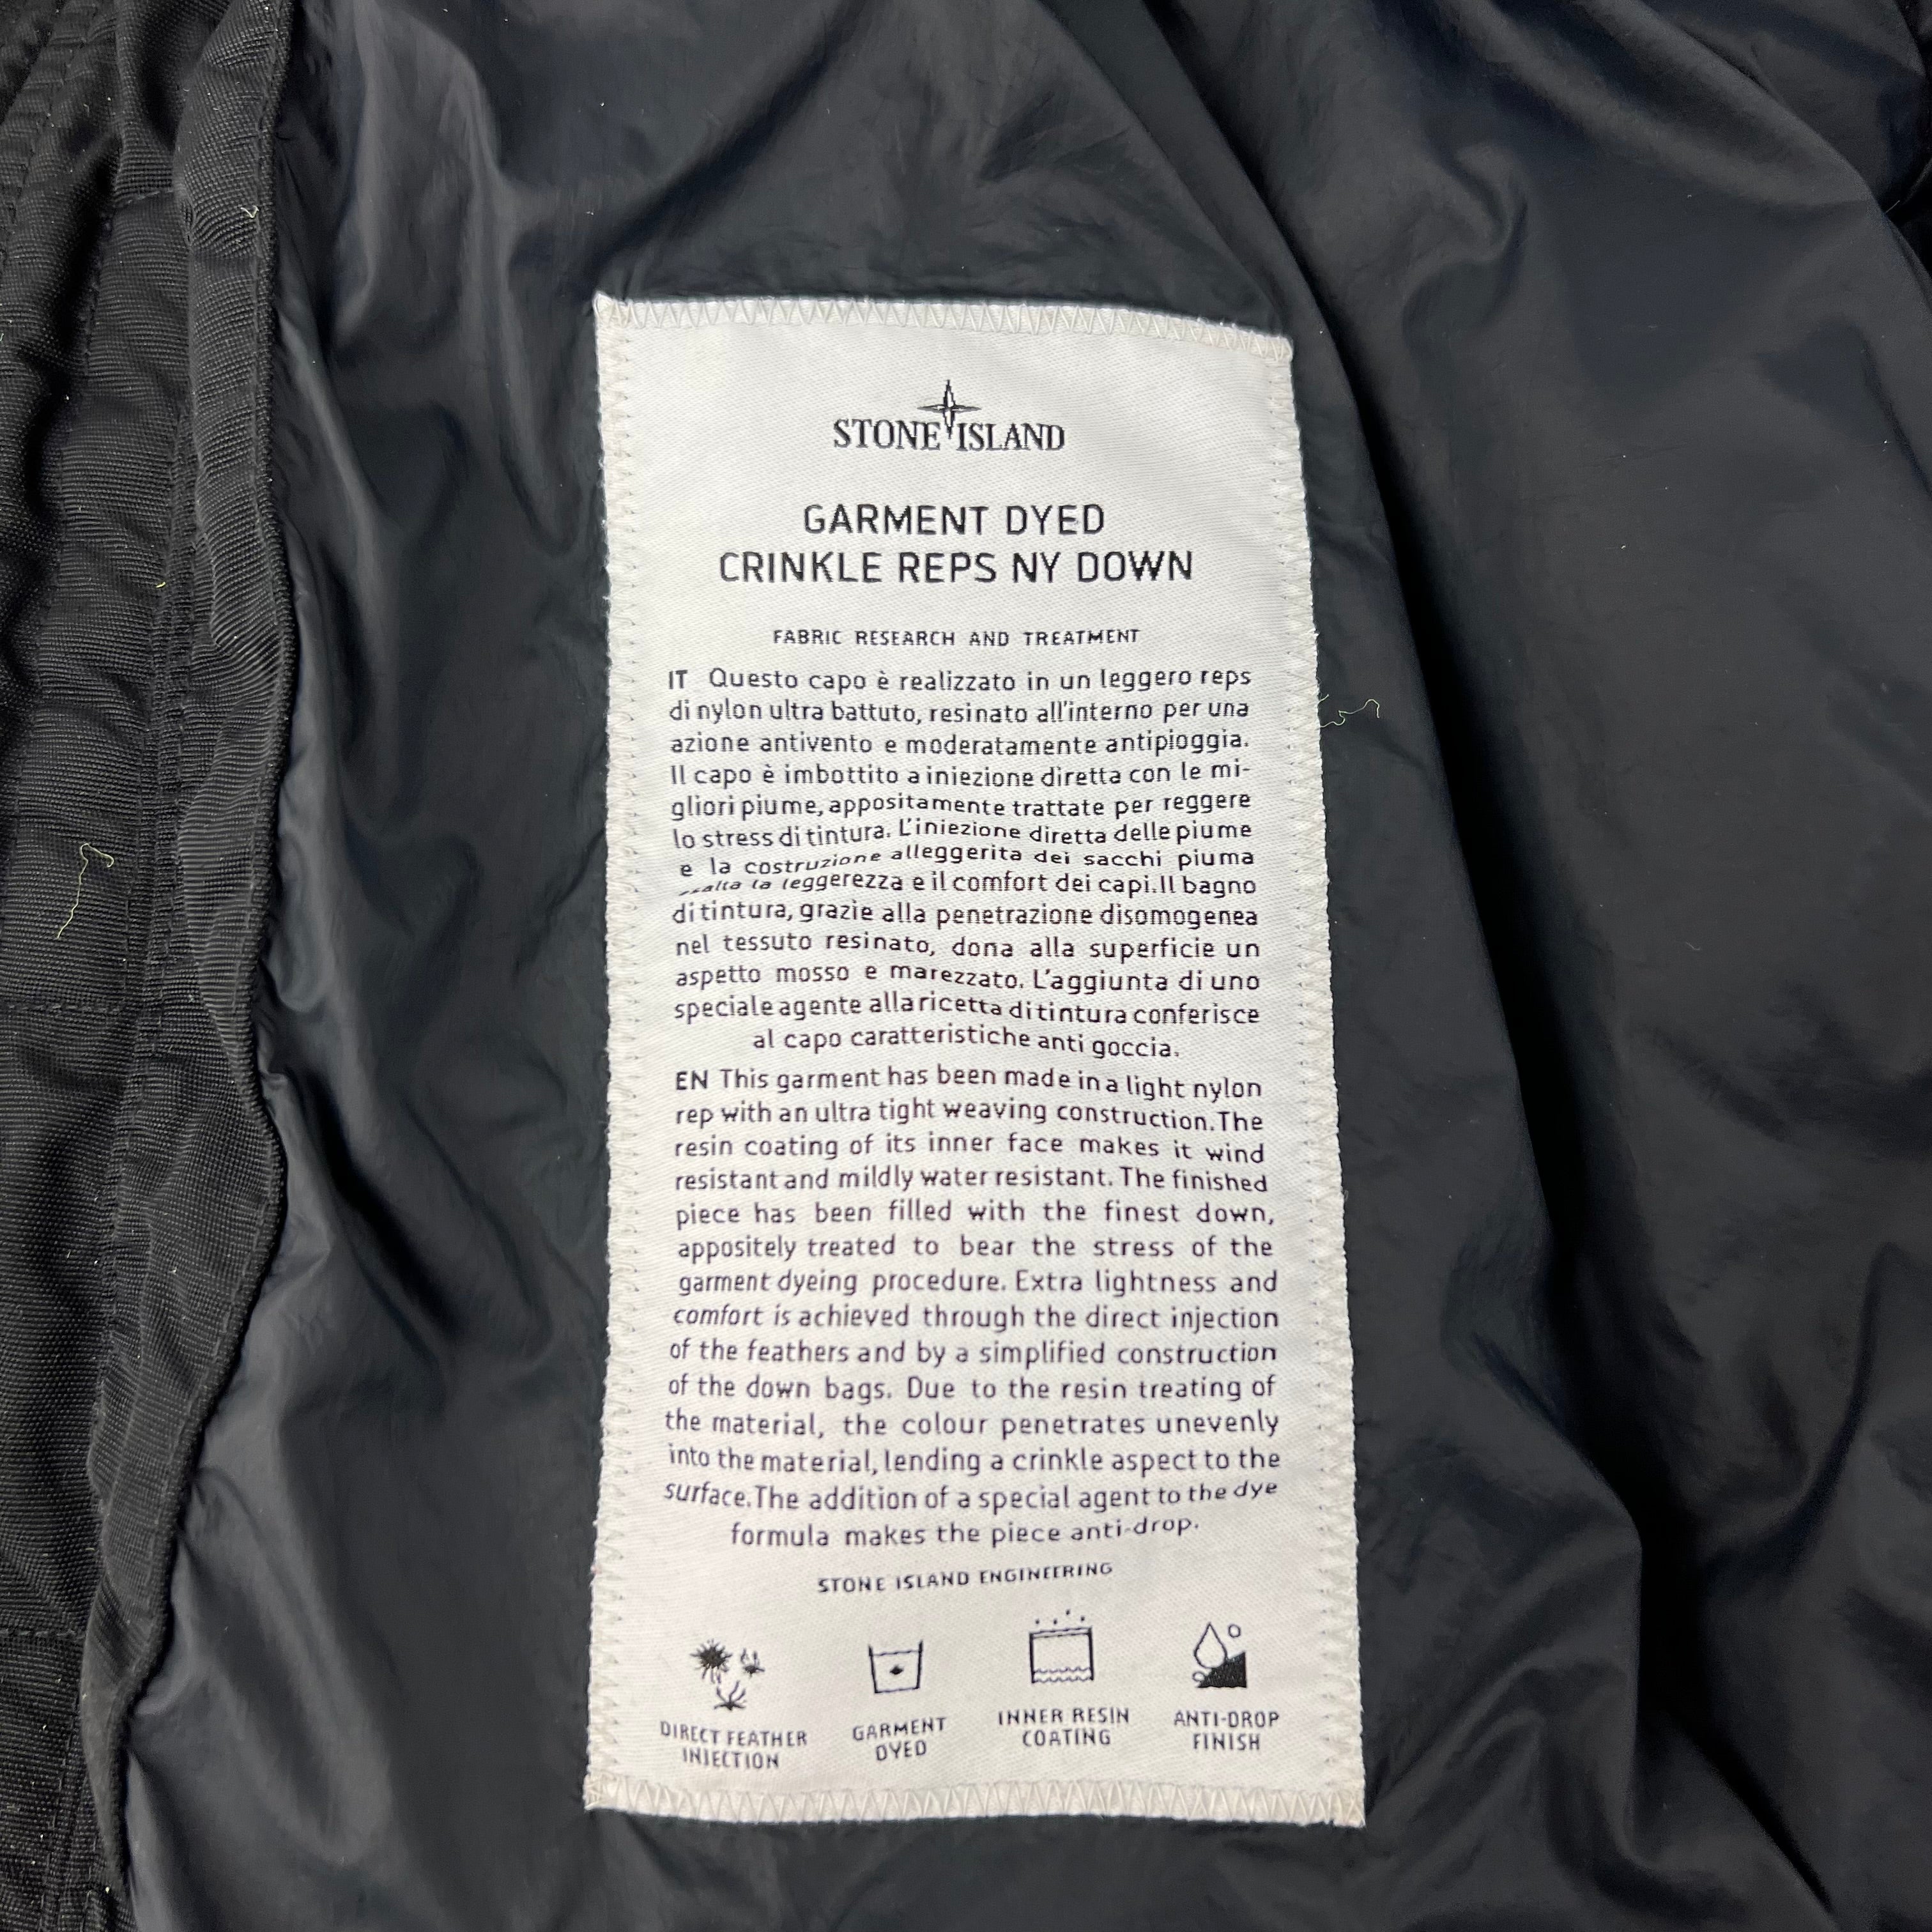 STONE ISLAND
GARMENT DYED
CRINKLE REPS NY DOWN
FABRIC RESEARCH AND TREATMENT
IT Questo capo è realizzato in un leggero reps
di nylon ultra battuto, resinato all'interno per una
azione antivento e moderatamente antipioggia.
Il capo è imbottito a iniezione diretta con le mi-
gliori piume, appositamente trattate per reggere
lo stress di tintura. L'iniezione diretta delle piume
e la costruzione alleggerita dei sacchi piuma
la leggerezza e il comfort dei capi. Il bagno
di tintura, grazie alla penetrazione disomogenea
nel tessuto resinato, dona alla superficie un
aspetto mosso e marezzato. L'aggiunta di uno
speciale agente alla ricetta di tintura conferisce
al capo caratteristiche anti goccia.
EN This garment has been made in a light nylon
rep with an ultra tight weaving construction. The
resin coating of its inner face makes it wind
resistant and mildly water resistant. The finished
piece has been filled with the finest down,
appositely treated to bear the stress of the
garment dyeing procedure. Extra lightness and
comfort is achieved through the direct injection
of the feathers and by a simplified construction
of the down bags. Due to the resin treating of
the material, the colour penetrates unevenly
into the material, lending a crinkle aspect to the
surface. The addition of a special agent to the dye
formula makes the piece anti-drop.
STONE ISLAND ENGINEERING
DIRECT FEATHER
INJECTION
GARMENT
DYED
INNER RESIN
COATING
ANTI-DROP
FINISH